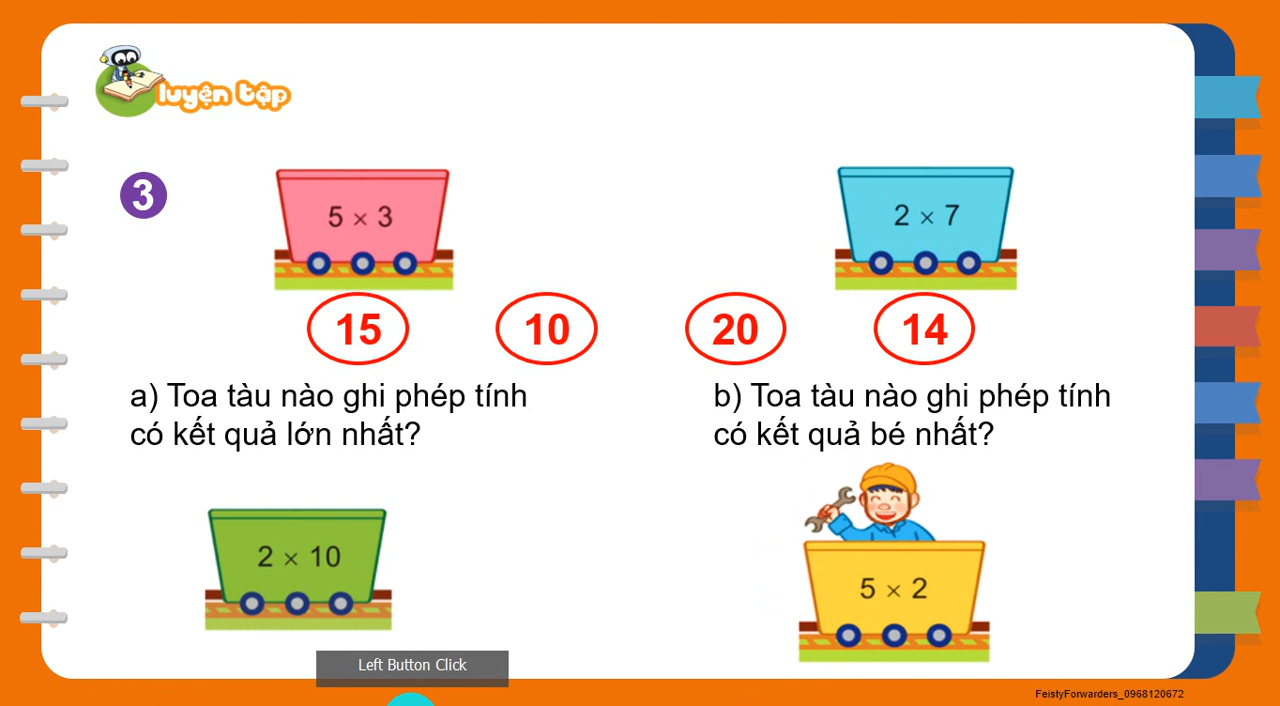 luyện tập
3
5 × 3
2 × 7
15
10
20
14
a) Toa tàu nào ghi phép tính
có kết quả lớn nhất?
b) Toa tàu nào ghi phép tính
có kết quả bé nhất?
2 × 10
5 × 2
Left Button Click
FeistyForwarders_0968120672